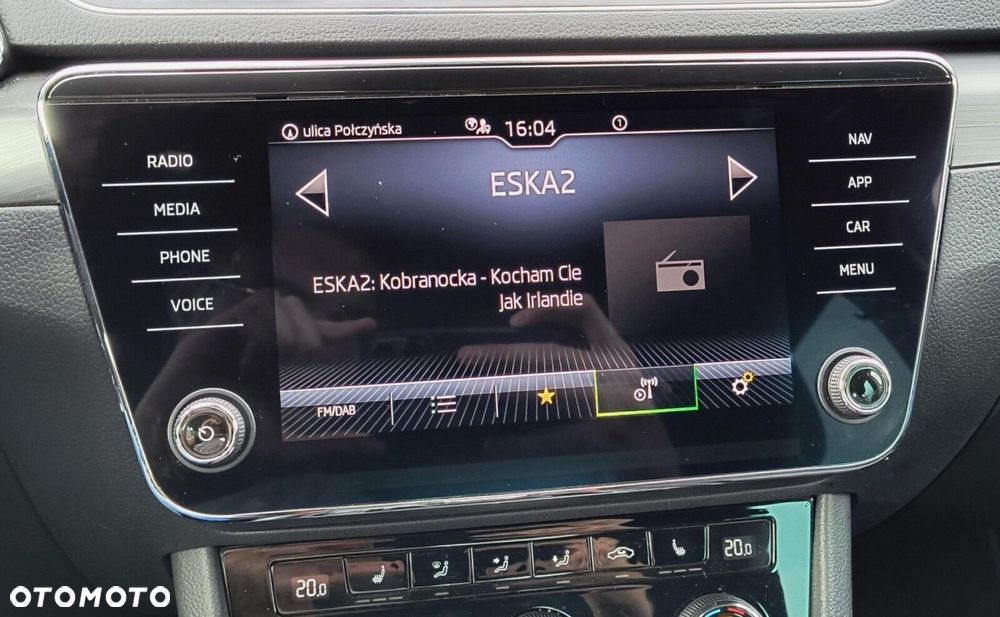 ulica Połczyńska
16:04
1
RADIO
MEDIA
PHONE
VOICE
NAV
APP
CAR
MENU
ESKA2
ESKA2: Kobranocka - Kocham Cie
Jak Irlandie
FM/DAB
20.0
20.0
OTOMOTO